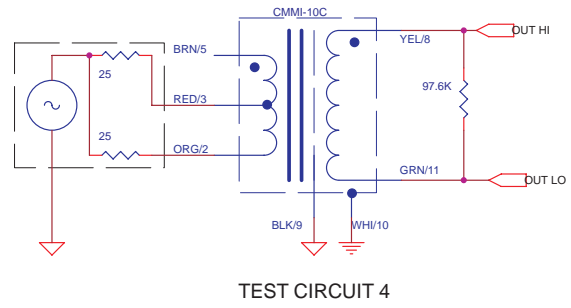 CMMI-10C
BRN/5
YEL/8
OUT HI
25
RED/3
97.6K
25
ORG/2
GRN/11
OUT LO
BLK/9
WHI/10
TEST CIRCUIT 4